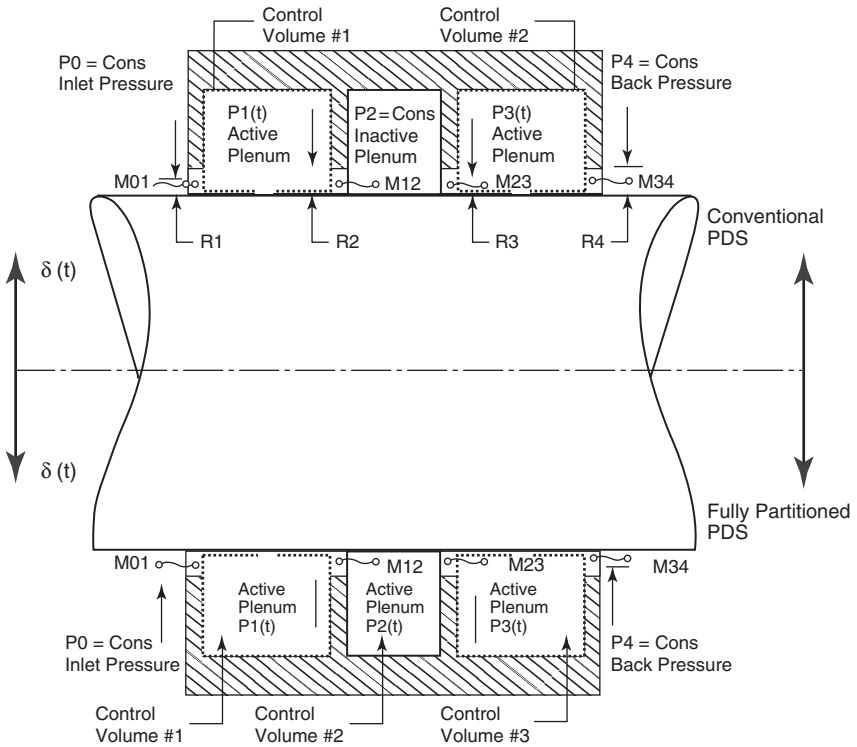 Control
Volume #1
Control
Volume #2
P0 = Cons
Inlet Pressure
P4 = Cons
Back Pressure
P1(t)
Active
Plenum
P2 = Cons
Inactive
Plenum
P3(t)
Active
Plenum
M01
M12
M23
M34
R1
R2
R3
R4
Conventional
PDS
δ (t)
δ (t)
Fully Partitioned
PDS
M01
M12
M23
M34
Active
Plenum
P1(t)
Active
Plenum
P2(t)
Active
Plenum
P3(t)
P0 = Cons
Inlet Pressure
P4 = Cons
Back Pressure
Control
Volume #1
Control
Volume #2
Control
Volume #3